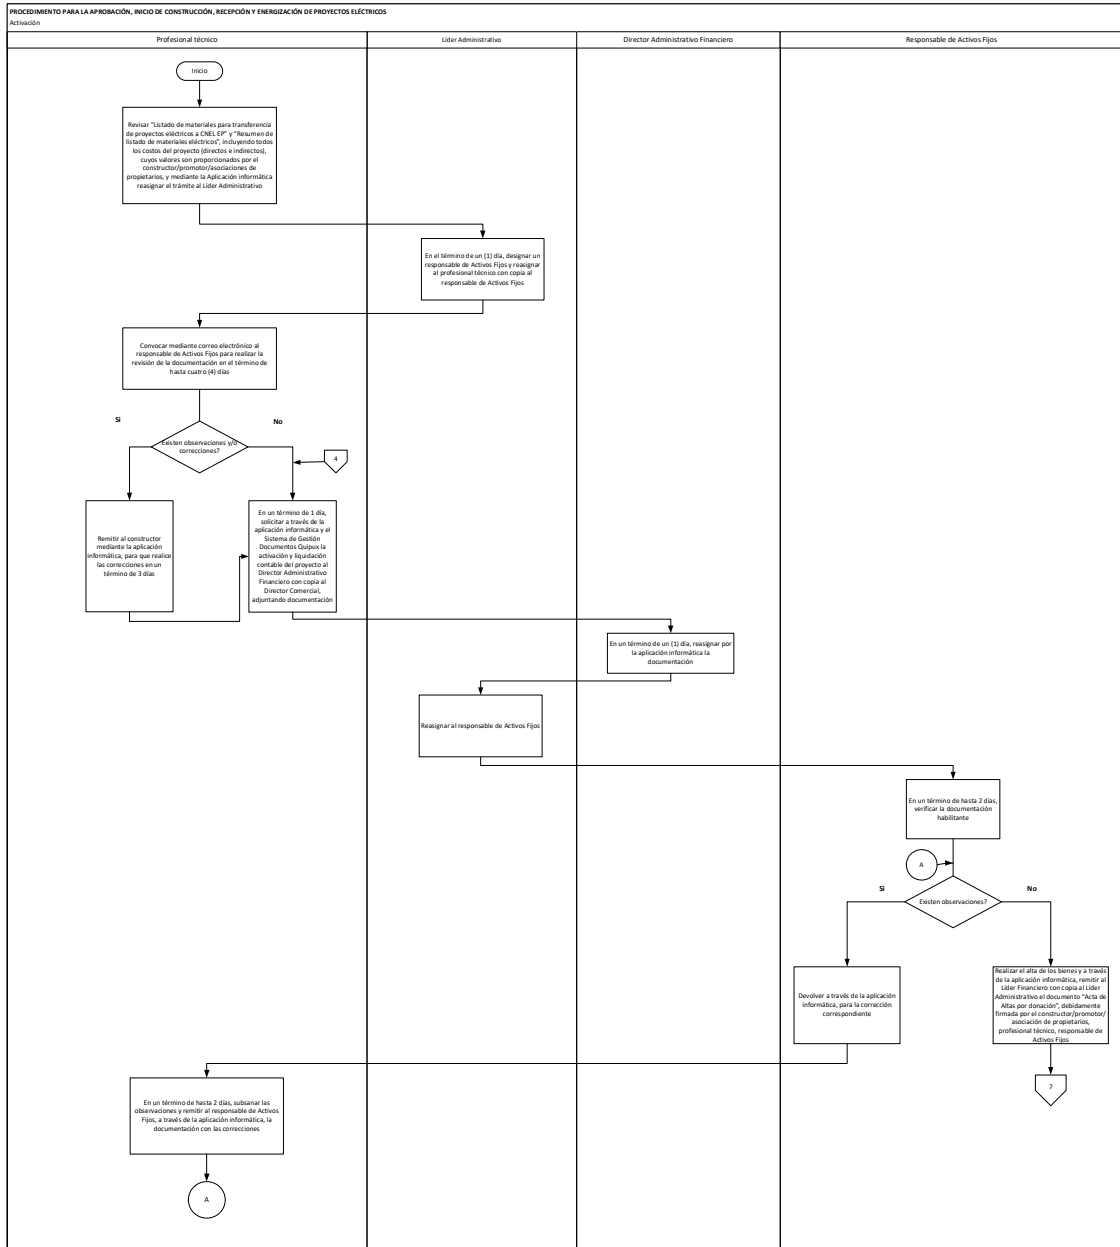 PROCEDIMIENTO PARA LA APROBACIÓN, INICIO DE CONSTRUCCIÓN, RECEPCIÓN Y ENERGIZACIÓN DE PROYECTOS ELÉCTRICOS
Activación
Profesional técnico
Líder Administrativo
Director Administrativo Financiero
Responsable de Activos Fijos
Inicio
Revisar "Listado de materiales para transferencia
de proyectos eléctricos a CNEL EP" y "Resumen de
listado de materiales eléctricos", incluyendo todos
los costos del proyecto (directos e indirectos),
cuyos valores son proporcionados por el
constructor/promotor/asociaciones de
propietarios, y mediante la Aplicación informática
reasignar el trámite al Líder Administrativo
En el término de un (1) día, designar un
responsable de Activos Fijos y reasignar
al profesional técnico con copia al
responsable de Activos Fijos
Convocar mediante correo electrónico al
responsable de Activos Fijos para realizar la
revisión de la documentación en el término de
hasta cuatro (4) días
Si
No
Existen observaciones y/o
correcciones?
4
Remitir al constructor
mediante la aplicación
informática, para que realice
las correcciones en un
término de 3 días
En un término de 1 día,
solicitar a través de la
aplicación informática y el
Sistema de Gestión
Documentos Quipux la
activación y liquidación
contable del proyecto al
Director Administrativo
Financiero con copia al
Director Comercial,
adjuntando documentación
En un término de un (1) día, reasignar por
la aplicación informática la
documentación
Reasignar al responsable de Activos Fijos
En un término de hasta 2 días,
verificar la documentación
habilitante
A
Si
No
Existen observaciones?
Devolver a través de la aplicación
informática, para la corrección
correspondiente
Realizar el alta de los bienes y a través
de la aplicación informática, remitir al
Líder Financiero con copia al Líder
Administrativo el documento "Acta de
Altas por donación", debidamente
firmada por el constructor/promotor/
asociación de propietarios,
profesional técnico, responsable de
Activos Fijos
7
En un término de hasta 2 días, subsanar las
observaciones y remitir al responsable de Activos
Fijos, a través de la aplicación informática, la
documentación con las correcciones
A